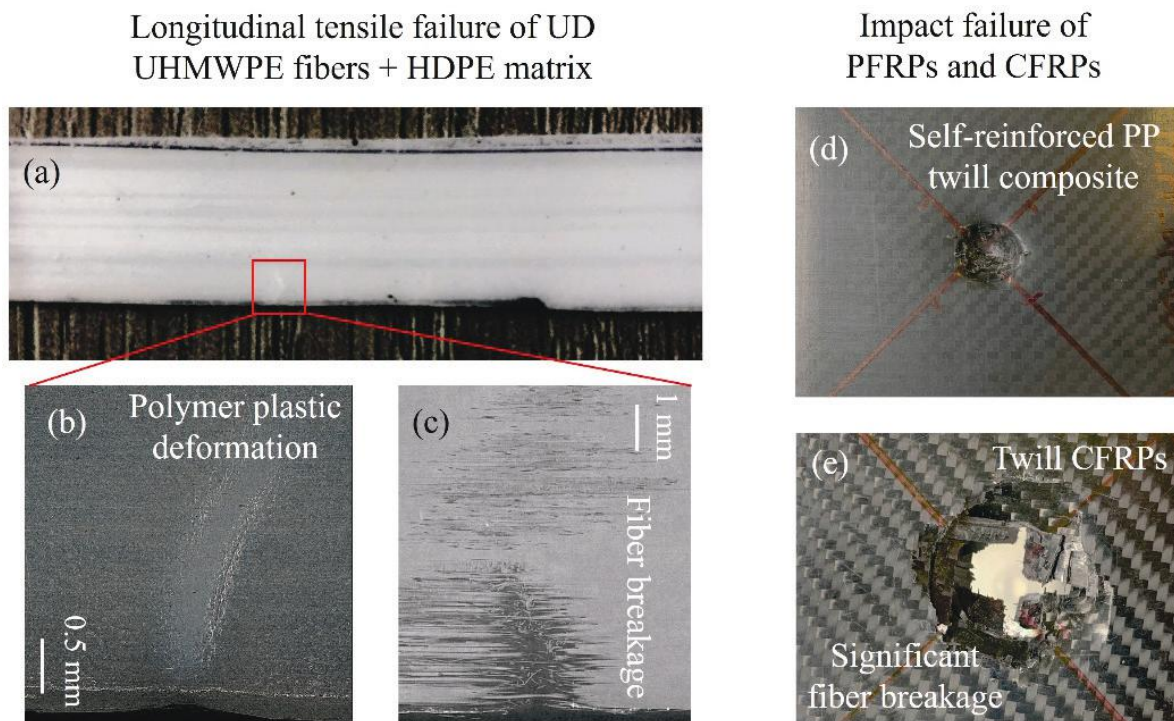 Longitudinal tensile failure of UD
UHMWPE fibers + HDPE matrix
Impact failure of
PFRPs and CFRPs
(a)
(b)
Polymer plastic
deformation
0.5 mm
(c)
1 mm
Fiber breakage
(d)
Self-reinforced PP
twill composite
(e)
Twill CFRPs
Significant
fiber breakage